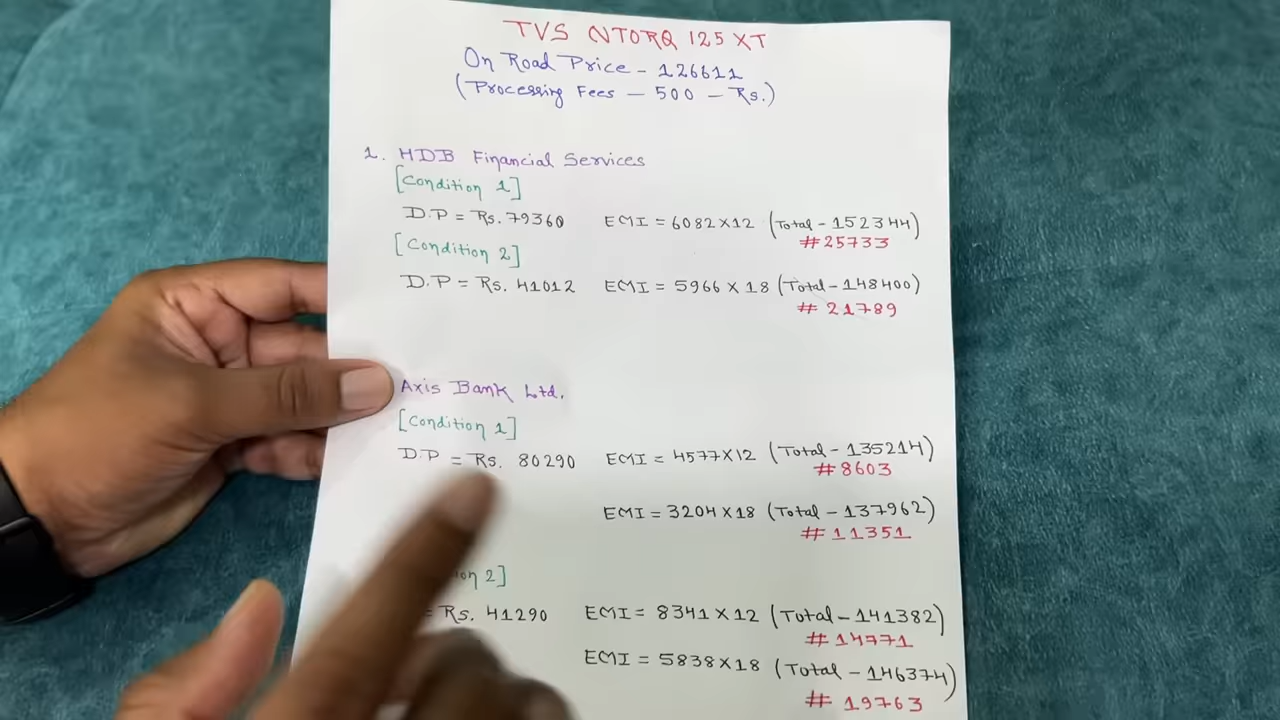 TVS NTORQ 125 XT
On Road Price - 126611
(Processing Fees - 500 - Rs.)
1. HDB Financial Services
[Condition 1]
D.P = Rs. 79360 EMI = 6082 X 12 (Total - 152344)
# 25733
[Condition 2]
D.P = Rs. 41012 EMI = 5966 X 18 (Total - 148400)
# 21789
Axis Bank Ltd.
[Condition 1]
D.P = Rs. 80290 EMI = 4577 X 12 (Total - 135214)
# 8603
EMI = 3204 X 18 (Total - 137962)
# 11351
2]
= Rs. 41290 EMI = 8341 X 12 (Total - 141382)
# 14771
EMI = 5838 X 18 (Total - 146374)
# 19763